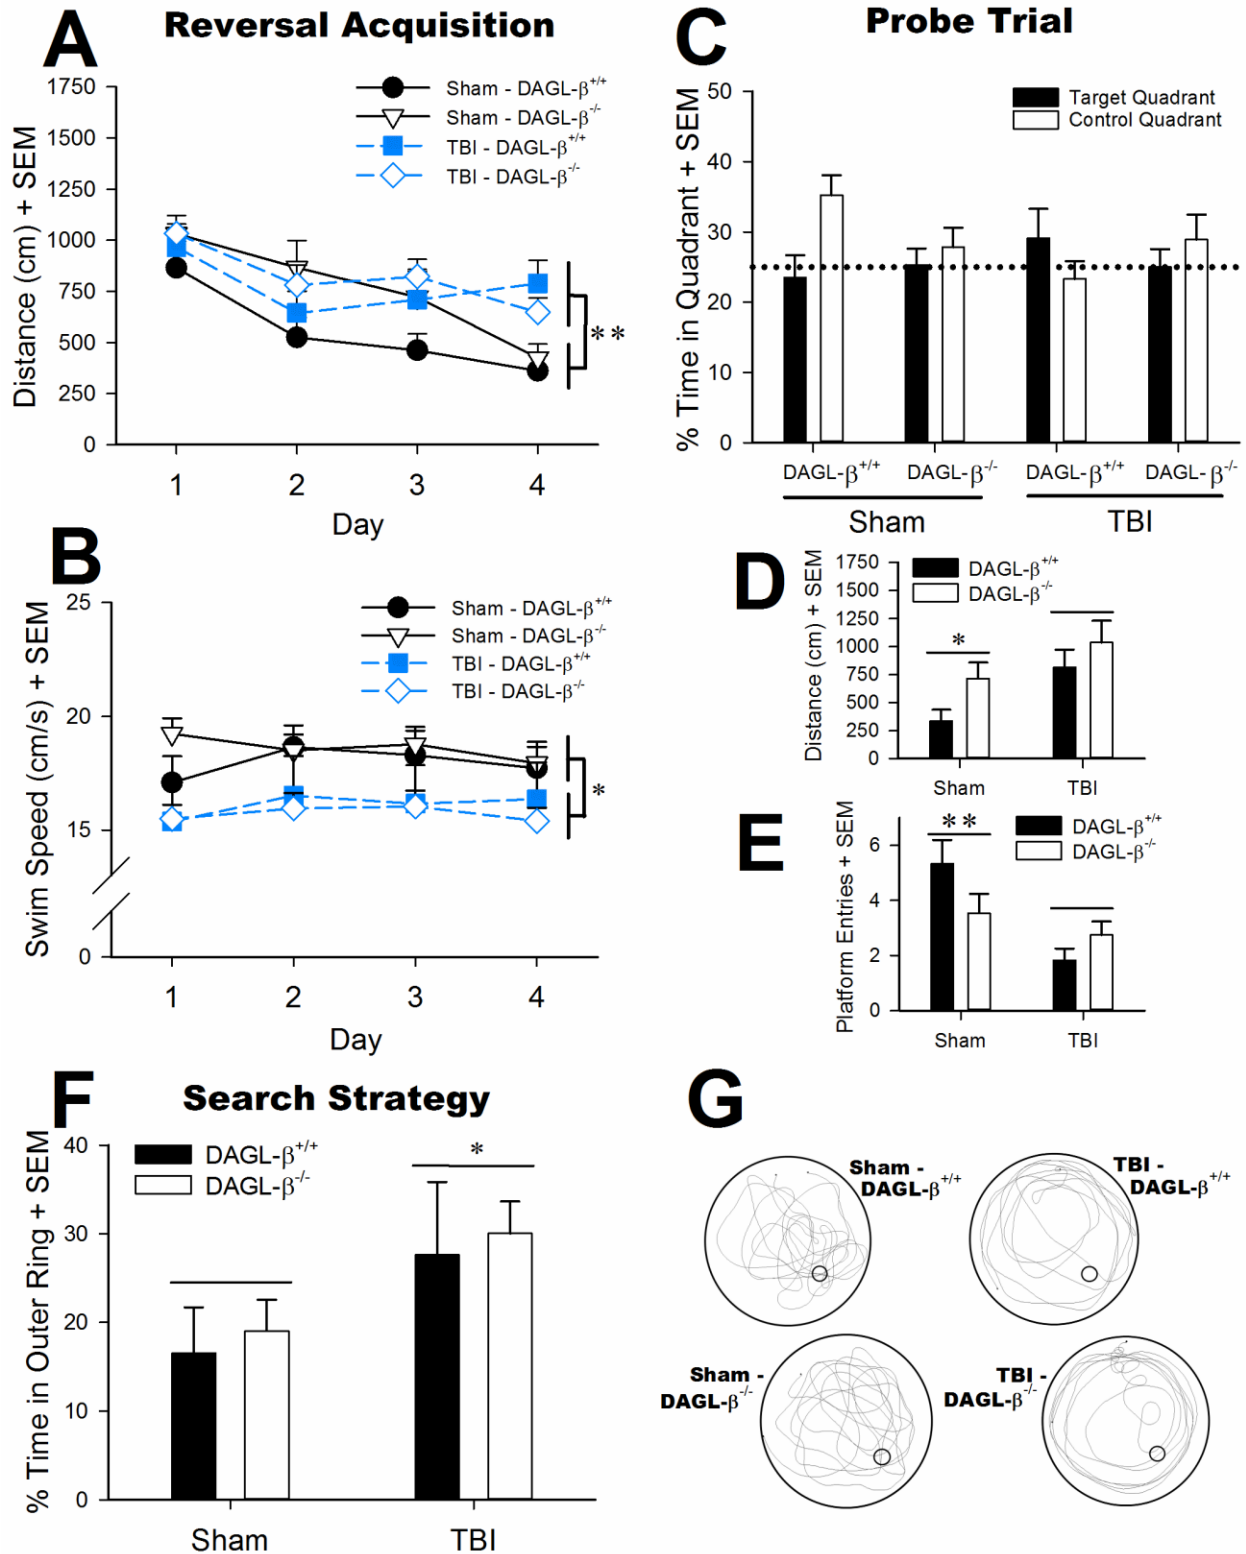 A
Reversal Acquisition
Distance (cm) + SEM
1750
1500
1250
1000
750
500
250
0
Sham - DAGL-β+/+
Sham - DAGL-β-/-
TBI - DAGL-β+/+
TBI - DAGL-β-/-
**
1 2 3 4
Day
B
Swim Speed (cm/s) + SEM
25
20
15
0
Sham - DAGL-β+/+
Sham - DAGL-β-/-
TBI - DAGL-β+/+
TBI - DAGL-β-/-
*
1 2 3 4
Day
C
Probe Trial
% Time in Quadrant + SEM
50
40
30
20
10
0
Target Quadrant
Control Quadrant
DAGL-β+/+ DAGL-β-/- DAGL-β+/+ DAGL-β-/-
Sham TBI
D
Distance (cm) + SEM
1750
1500
1250
1000
750
500
250
0
DAGL-β+/+
DAGL-β-/-
*
Sham TBI
E
Platform Entries + SEM
6
4
2
0
**
DAGL-β+/+
DAGL-β-/-
Sham TBI
F
Search Strategy
% Time in Outer Ring + SEM
40
30
20
10
0
DAGL-β+/+
DAGL-β-/-
*
Sham TBI
G
Sham -
DAGL-β+/+
TBI -
DAGL-β+/+
Sham -
DAGL-β-/-
TBI -
DAGL-β-/-